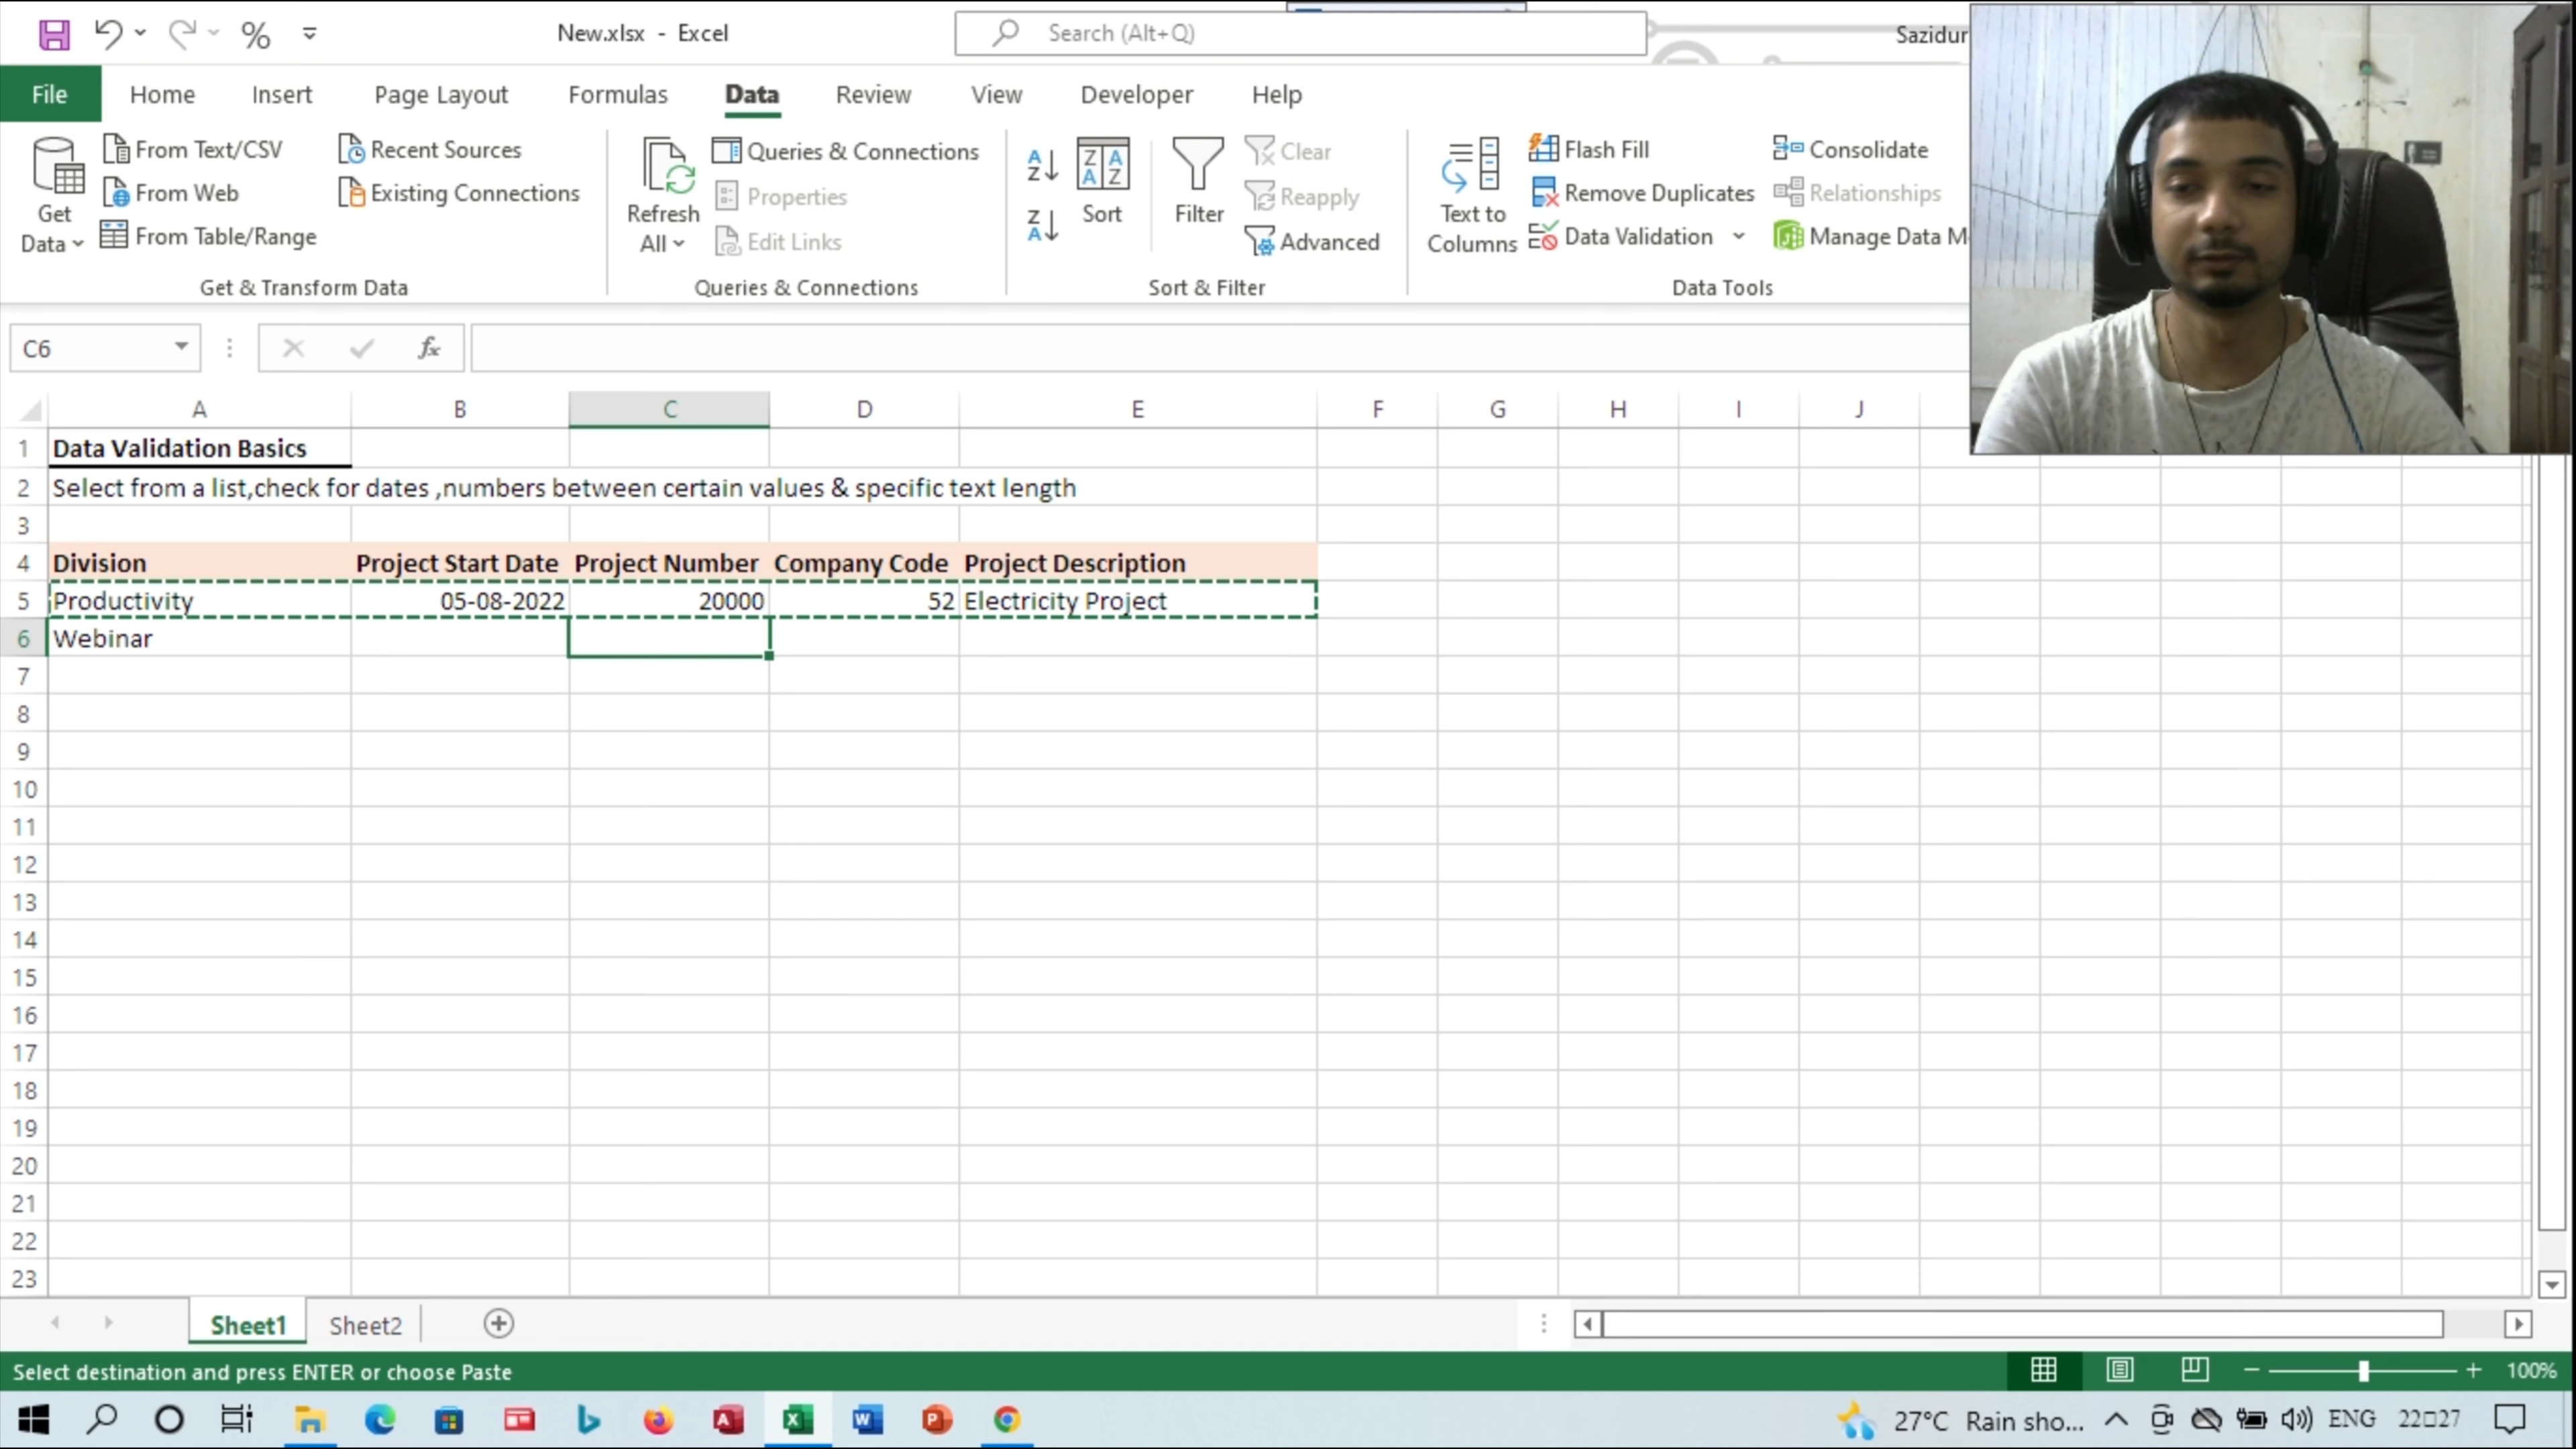 New.xlsx - Excel
Search (Alt+Q)
Sazidur
File Home Insert Page Layout Formulas Data Review View Developer Help
Get Data
From Text/CSV
From Web
From Table/Range
Recent Sources
Existing Connections
Get & Transform Data
Refresh All
Queries & Connections
Properties
Edit Links
Queries & Connections
Sort
Filter
Clear
Reapply
Advanced
Sort & Filter
Text to Columns
Flash Fill
Remove Duplicates
Data Validation
Consolidate
Relationships
Manage Data M
Data Tools
C6
fx
A B C D E F G H I J
1 Data Validation Basics
2 Select from a list,check for dates ,numbers between certain values & specific text length
3
4 Division Project Start Date Project Number Company Code Project Description
5 Productivity 05-08-2022 20000 52 Electricity Project
6 Webinar
7
8
9
10
11
12
13
14
15
16
17
18
19
20
21
22
23
Sheet1 Sheet2
Select destination and press ENTER or choose Paste
100%
27°C Rain sho... ENG 22□27